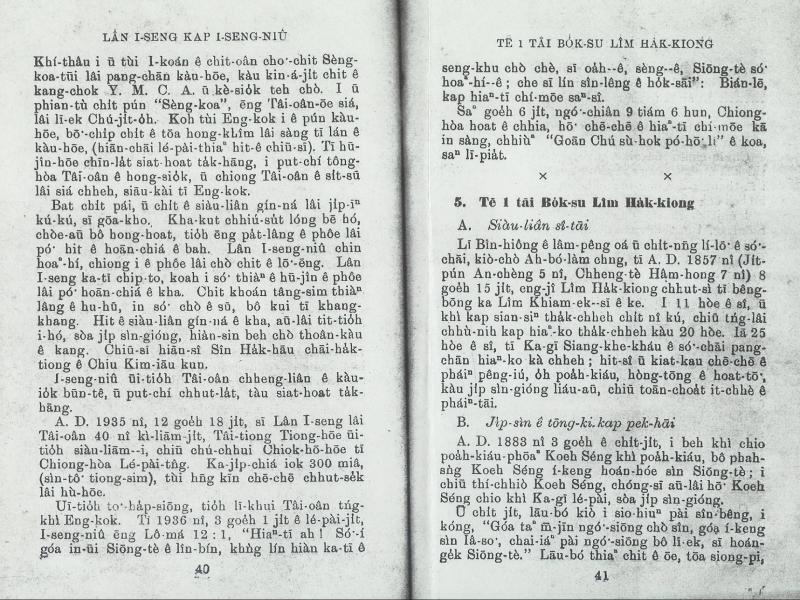 LÂN I-SENG KAP I-SENG-NIÛ
Khí-thâu i ū tùi I-koán ê chit-oân cho·-chit Sèng-
koa-tūi lâi pang-chān kàu-hōe, kàu kin-á-ji̍t chit ê
kang-chok Y. M. C. A. ū kè-sio̍k teh chò. I ū
phian-tù chit pún "Sèng-koa", ēng Tâi-oân-ōe siá,
lâi li̍ē-ek Chú-ji̍t-o̍h. Koh tùi Eng-kok i ê pún kàu-
hōe, bō·-chi̍p chit ê tōa hong-khîm lâi sàng tī lán ê
kàu-hōe, (hiān-chāi lé-pài-thiaⁿ hit-ê chiū-sī). Tī hū-
jîn-hōe chīn-la̍t siat-hoat ta̍k-hāng, i put-chí tông-
hòa Tâi-oân ê hong-sio̍k, ū chiong Tâi-oân ê si̍t-sū
lâi siá chheh, siāu-kài tī Eng-kok.
Bat chi̍t pái, ū chi̍t ê siàu-liân gín-ná lâi ji̍p-īⁿ
kú-kú, sī gōa-kho. Kha-kut chhiú-su̍t lóng bē hó,
chòe-aū bô hong-hoat, tio̍h ēng pa̍t-lâng ê phôe lâi
pó· hit ê hoān-chiá ê bah. Lân I-seng-niû chin
hoaⁿ-hí, chiong i ê phôe lâi chò chit ê lō·-ēng. Lân
I-seng ka-tī chip-to, koah i só· thiàⁿ ê hū-jîn ê phôe
lâi pó· hoān-chiá ê kha. Chit khoán tâng-sim thiàⁿ
lâng ê hu-hū, in só· chò ê sū, bô kui tī khang-
khang. Hit ê siàu-liân gín-ná ê kha, aū-lâi tit-tio̍h
i-hó, sòa ji̍p sìn-gióng, hiàn-sin beh chò thoân-kàu
ê kang. Chiū-sī hiān-sî Sîn Ha̍k-hāu chāi-ha̍k-
tiong ê Chiu Kim-iāu kun.
I-seng-niû ūi-tio̍h Tâi-oân chheng-liân ê kàu-
io̍k būn-tê, ū put-chí chhut-la̍t, tàu siat-hoat ta̍k-
hāng.
A. D. 1935 nî, 12 goe̍h 18 ji̍t, sī Lân I-seng lâi
Tâi-oân 40 nî kì-liām-ji̍t, Tâi-tiong Tiong-hōe ūi-
tio̍h siàu-liām--i, chiū chú-chhui Chiok-hō-hōe tī
Chiong-hòa Lé-pài-tn̂g. Ka-ji̍p-chiá iok 300 miâ,
(sìn-tô· tiong-sim), tùi hn̄g kīn chē-chē chhut-se̍k
lâi hù-hōe.
Uī-tio̍h to·-ha̍p-siōng, tio̍h lī-khui Tâi-oân tńg-
khì Eng-kok. Tī 1936 nî, 3 goe̍h 1 ji̍t ê lé-pài-ji̍t,
I-seng-niû ēng Lô-má 12 : 1, "Hiaⁿ-tī ah! Só·-í
góa in-ūi Siōng-tè ê lîn-bín, khǹg lín hiàn ka-tī ê
40
TĒ 1 TĀI BO̍K-SU LÎM HA̍K-KIONG
seng-khu chò chè, sī oa̍h--ê, sèng--ê, Siōng-tè só·
hoaⁿ-hí--ê; che sī lín sîn-lêng ê ho̍k-sāi": Bián-lē,
kap hiaⁿ-tī chí-mōe saⁿ-sî.
Saⁿ goe̍h 6 ji̍t, ngó·-chiân 9 tiám 6 hun, Chiong-
hòa hoat ê chhia, hō· chē-chē ê hiaⁿ-tī chí-mōe kā
in sàng, chhiùⁿ "Goān Chú sù-hok pó-hō· lí" ê koa,
saⁿ lī-pia̍t.
× ×
5. Tē 1 tāi Bo̍k-su Lîm Ha̍k-kiong
A. Siàu-liân sî-tāi
Lī Bîn-hiông ê lâm-pêng oá ū chi̍t-nn̄g lí-lō· ê só·-
chāi, kiò-chò Ah-bó-làm chng, tī A. D. 1857 nî (Ji̍t-
pún An-chèng 5 nî, Chheng-tê Hâm-hong 7 nî) 8
goe̍h 15 ji̍t, eng-jî Lîm Ha̍k-kiong chhut-sì tī bêng-
bōng ka Lîm Khiam-ek--sī ê ke. I 11 hòe ê sî, ū
khì kap sian-siⁿ tha̍k-chheh chi̍t nî kú, chiū tńg-lâi
chhù-nih kap hiaⁿ-ko tha̍k-chheh kàu 20 hòe. Iā 25
hòe ê sî, tī Ka-gī Siang-khe-kháu ê só·-chāi pang-
chān hiaⁿ-ko kà chheh; hit-sî ū kiat-kau chē-chē ê
pháiⁿ pêng-iú, o̍h poa̍h-kiáu, hòng-tōng ê hoat-tō·,
kàu ji̍p sìn-gióng liáu-aū, chiū toān-choa̍t it-chhè ê
pháiⁿ-tāi.
B. Ji̍p-sìn ê tōng-ki kap pek-hāi
A. D. 1883 nî 3 goe̍h ê chi̍t-ji̍t, i beh khì chio
poa̍h-kiáu-phōaⁿ Koeh Séng khì poa̍h-kiáu, bô phah-
sǹg Koeh Séng í-keng hoán-hóe sìn Siōng-tè; i
chiū thí-chhiò Koeh Séng, chóng-sī aū-lâi hō· Koeh
Séng chio khì Ka-gī lé-pài, sòa ji̍p sìn-gióng.
Ū chi̍t ji̍t, lāu-bó kiò i sio-hiuⁿ pài sîn-bêng, i
kóng, "Góa taⁿ m̄-jīn ngó·-siōng chò sîn, góa í-keng
sìn Iâ-so·, chai-iáⁿ pài ngó·-siōng bô lī-ek, sī hoán-
ge̍k Siōng-tè." Lāu-bó thiaⁿ chit ê ōe, tōa siong-pi,
41